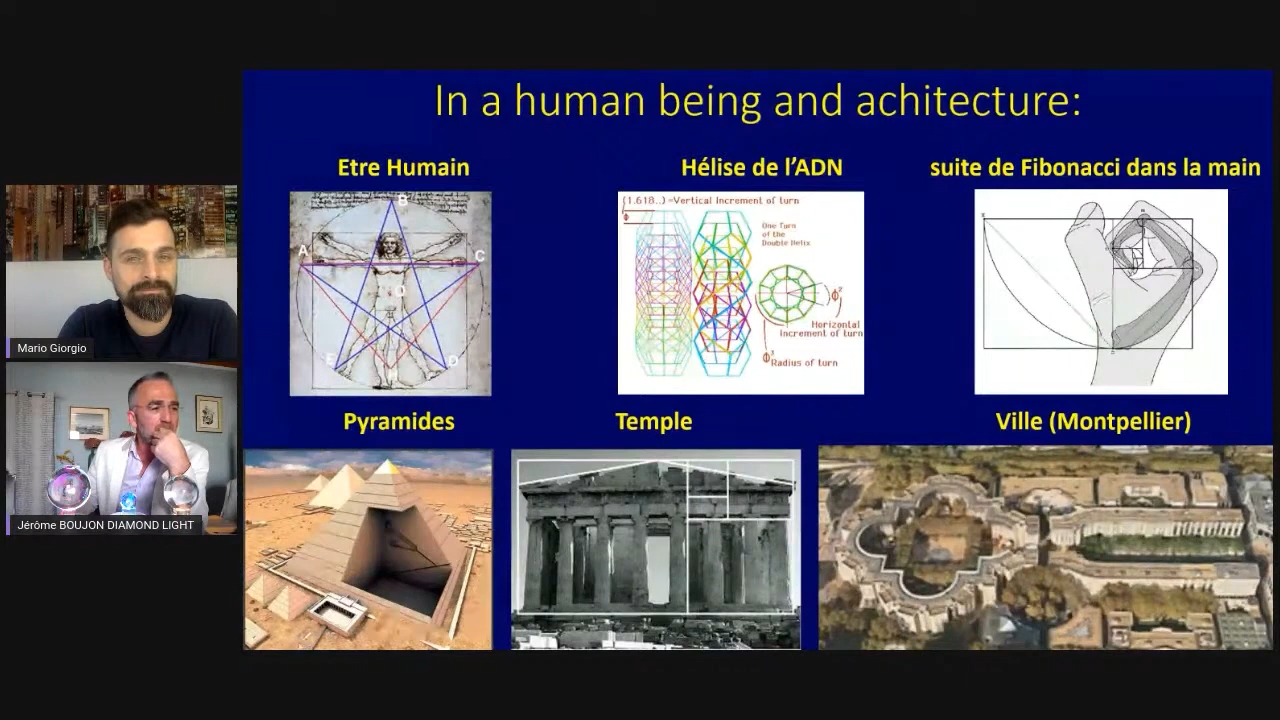 In a human being and achitecture:
Etre Humain
Hélise de l’ADN
suite de Fibonacci dans la main
B
A
C
O
E
D
H
(1.618..) =Vertical Increment of turn
Φ
One Turn
of the
Double Helix
Φ²
Horizontal
Increment of turn
Φ³
Radius of turn
Mario Giorgio
Jérôme BOUJON DIAMOND LIGHT
Pyramides
Temple
Ville (Montpellier)